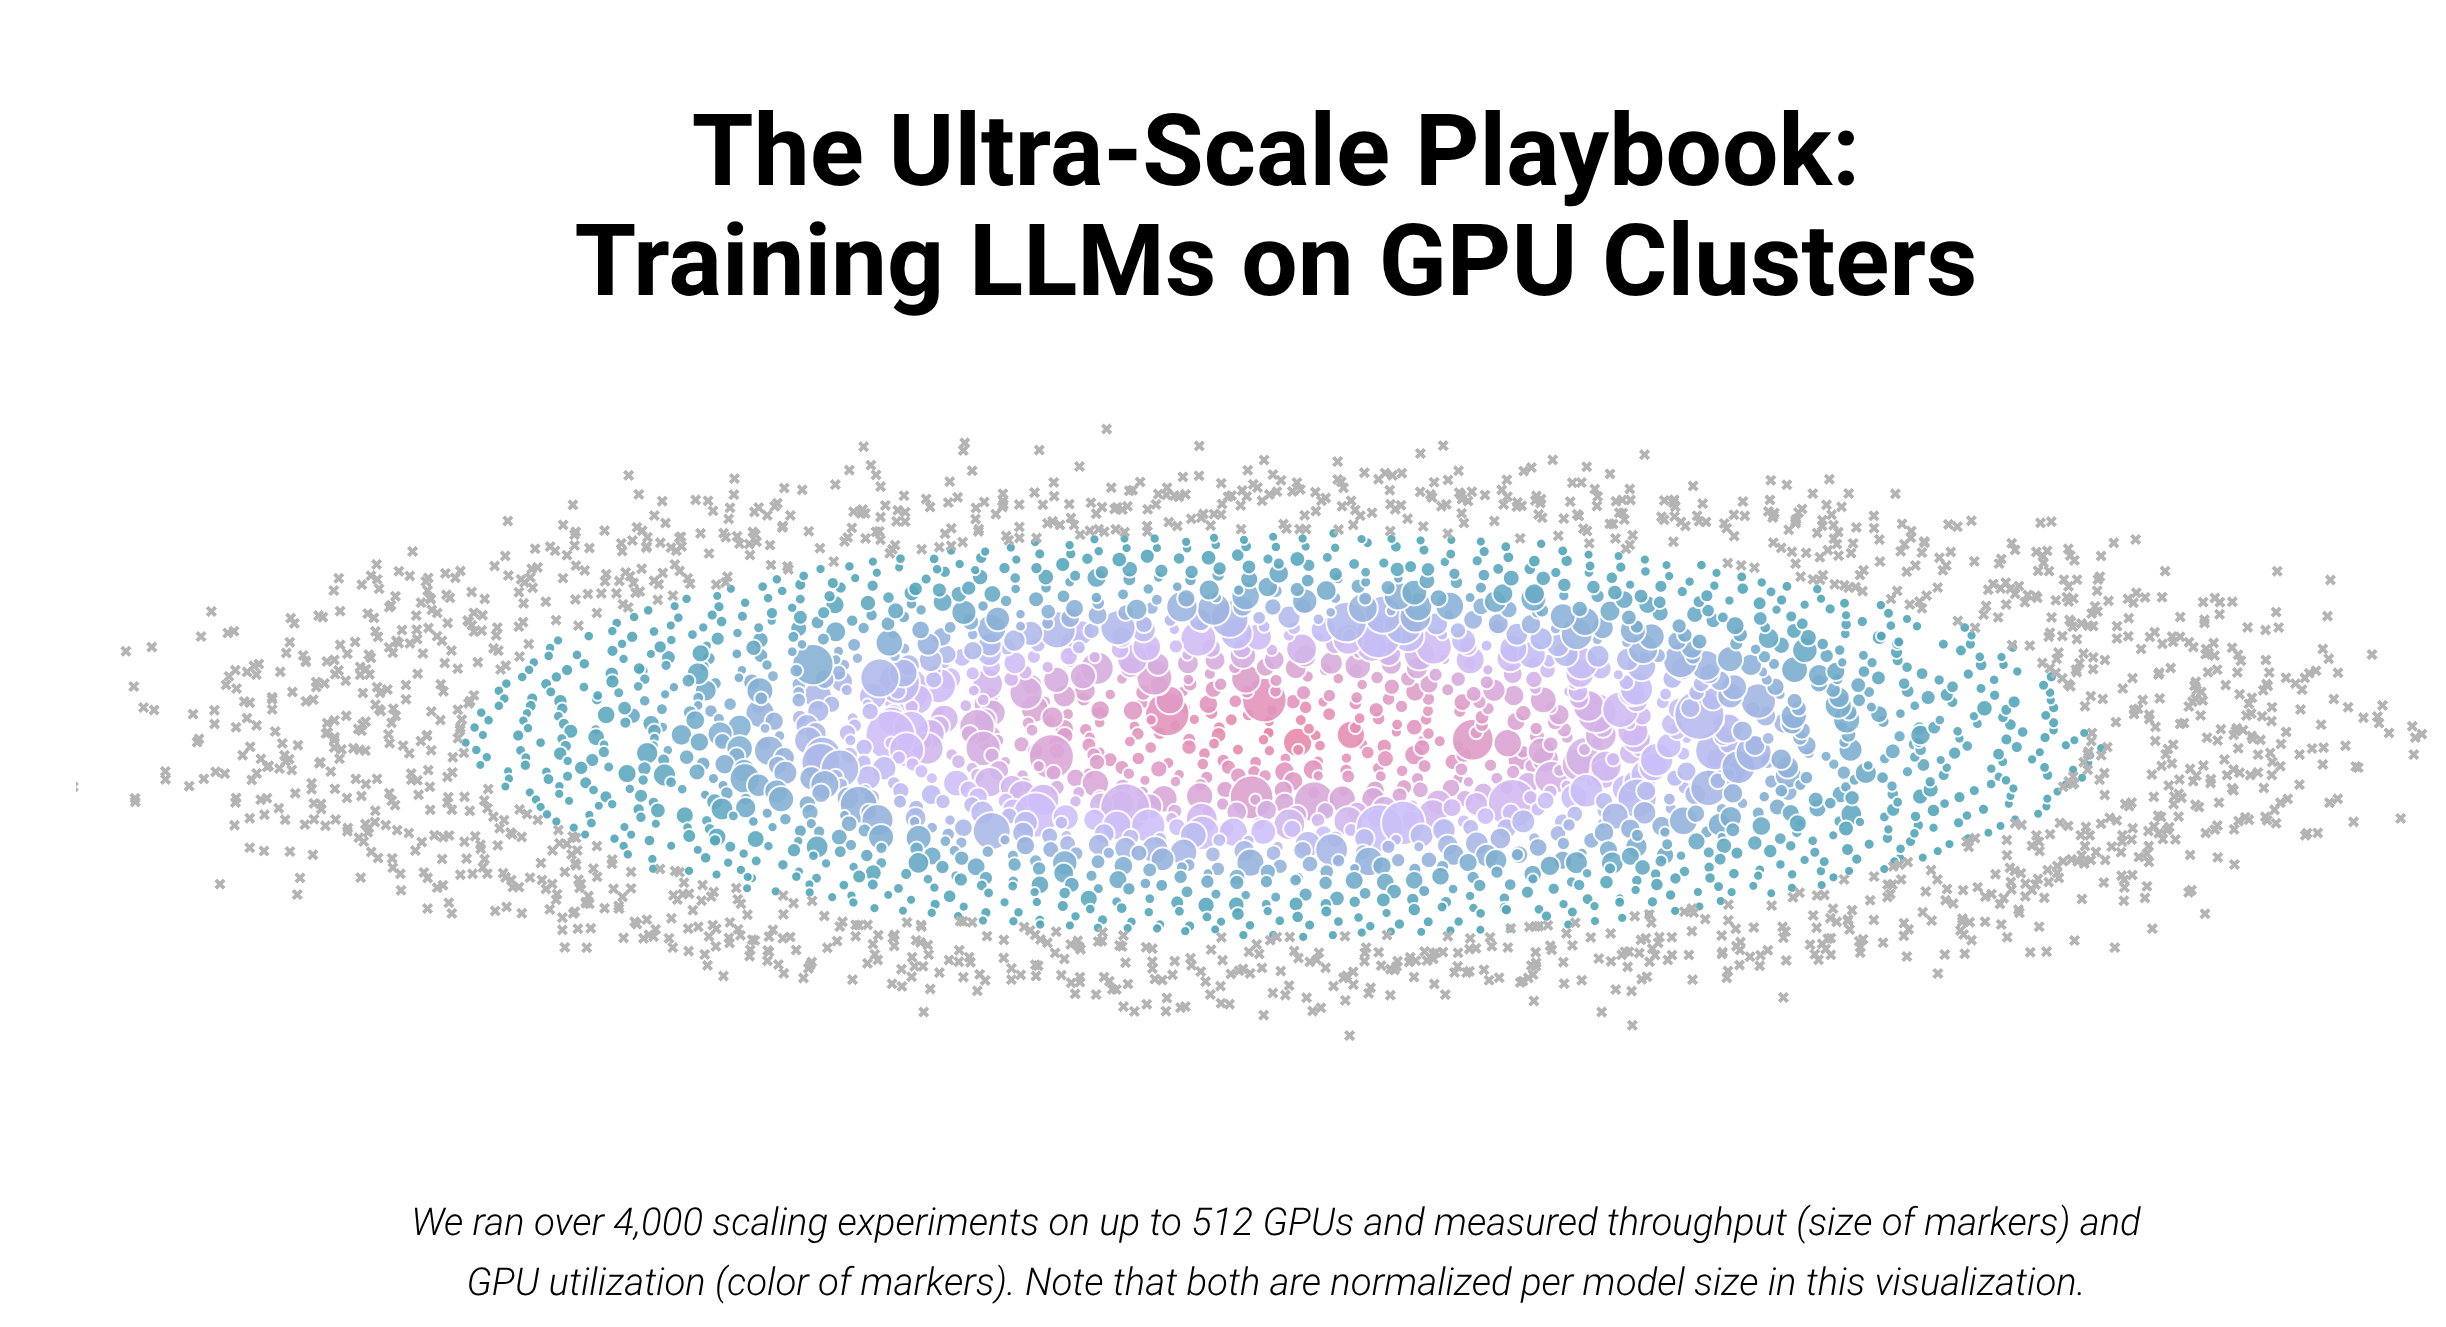 The Ultra-Scale Playbook:
Training LLMs on GPU Clusters
We ran over 4,000 scaling experiments on up to 512 GPUs and measured throughput (size of markers) and
GPU utilization (color of markers). Note that both are normalized per model size in this visualization.